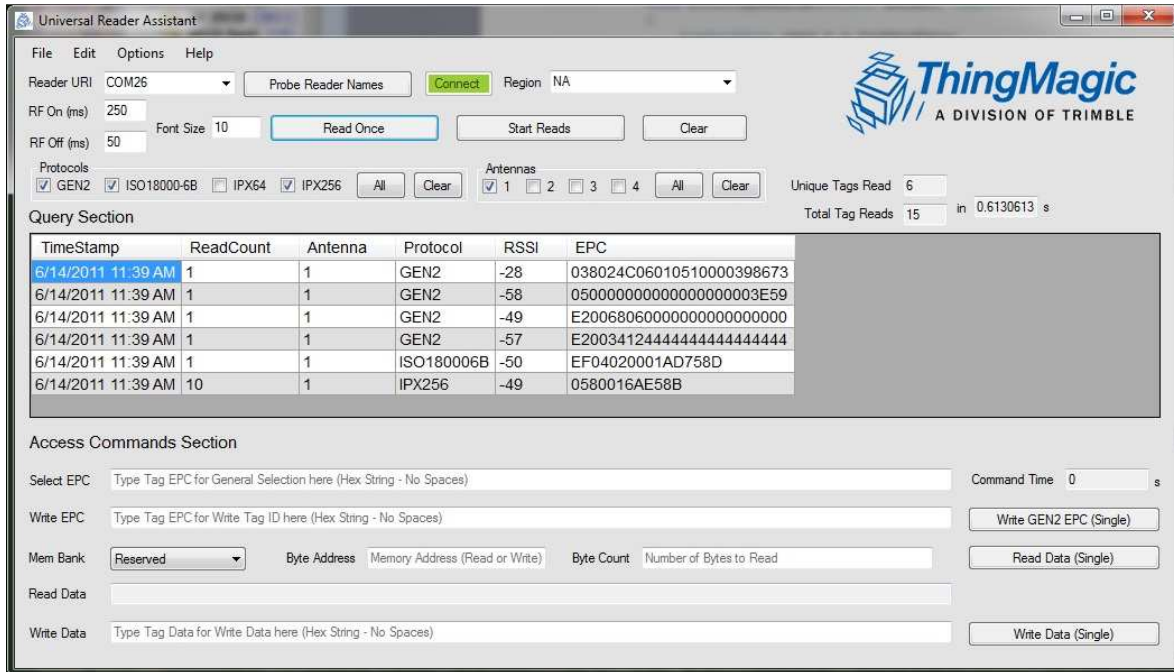 Universal Reader Assistant
File Edit Options Help
Reader URI COM26 Probe Reader Names Connect Region NA
ThingMagic
A DIVISION OF TRIMBLE
RF On (ms) 250
Font Size 10 Read Once Start Reads Clear
RF Off (ms) 50
Protocols Antennas
GEN2 ISO18000-6B IPX64 IPX256 All Clear 1 2 3 4 All Clear Unique Tags Read 6
Total Tag Reads 15 in 0.6130613 s
Query Section
TimeStamp ReadCount Antenna Protocol RSSI EPC
6/14/2011 11:39 AM 1 1 GEN2 -28 038024C06010510000398673
6/14/2011 11:39 AM 1 1 GEN2 -58 050000000000000000003E59
6/14/2011 11:39 AM 1 1 GEN2 -49 E20068060000000000000000
6/14/2011 11:39 AM 1 1 GEN2 -57 E20034124444444444444444
6/14/2011 11:39 AM 1 1 ISO180006B -50 EF04020001AD758D
6/14/2011 11:39 AM 10 1 IPX256 -49 0580016AE58B
Access Commands Section
Select EPC Type Tag EPC for General Selection here (Hex String - No Spaces) Command Time 0 s
Write EPC Type Tag EPC for Write Tag ID here (Hex String - No Spaces) Write GEN2 EPC (Single)
Mem Bank Reserved Byte Address Memory Address (Read or Write) Byte Count Number of Bytes to Read Read Data (Single)
Read Data
Write Data Type Tag Data for Write Data here (Hex String - No Spaces) Write Data (Single)